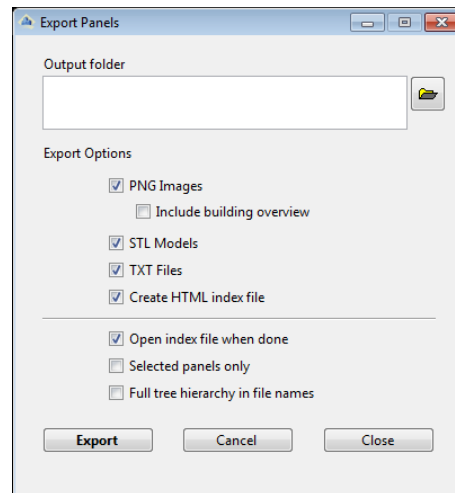 Export Panels
Output folder
Export Options
PNG Images
Include building overview
STL Models
TXT Files
Create HTML index file
Open index file when done
Selected panels only
Full tree hierarchy in file names
Export Cancel Close